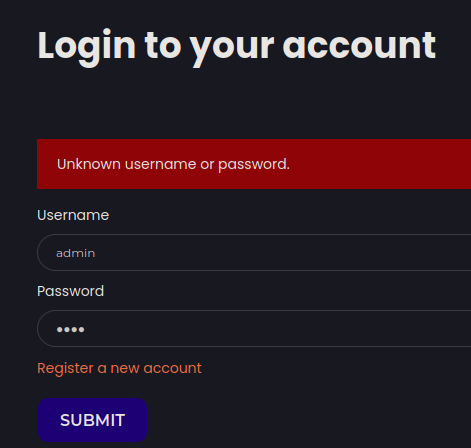 Login to your account
Unknown username or password.
Username
admin
Password
••••
Register a new account
SUBMIT